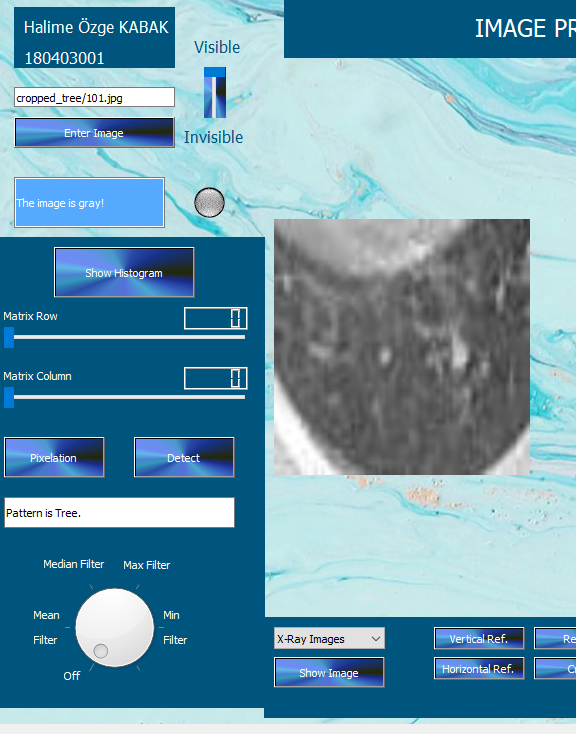 Halime Özge KABAK
180403001
Visible
IMAGE PR
cropped_tree/101.jpg
Enter Image
Invisible
The image is gray!
Show Histogram
Matrix Row
0
Matrix Column
0
Pixelation
Detect
Pattern is Tree.
Median Filter
Max Filter
Mean
Filter
Min
Filter
Off
X-Ray Images
Show Image
Vertical Ref.
Horizontal Ref.
Re
Cr